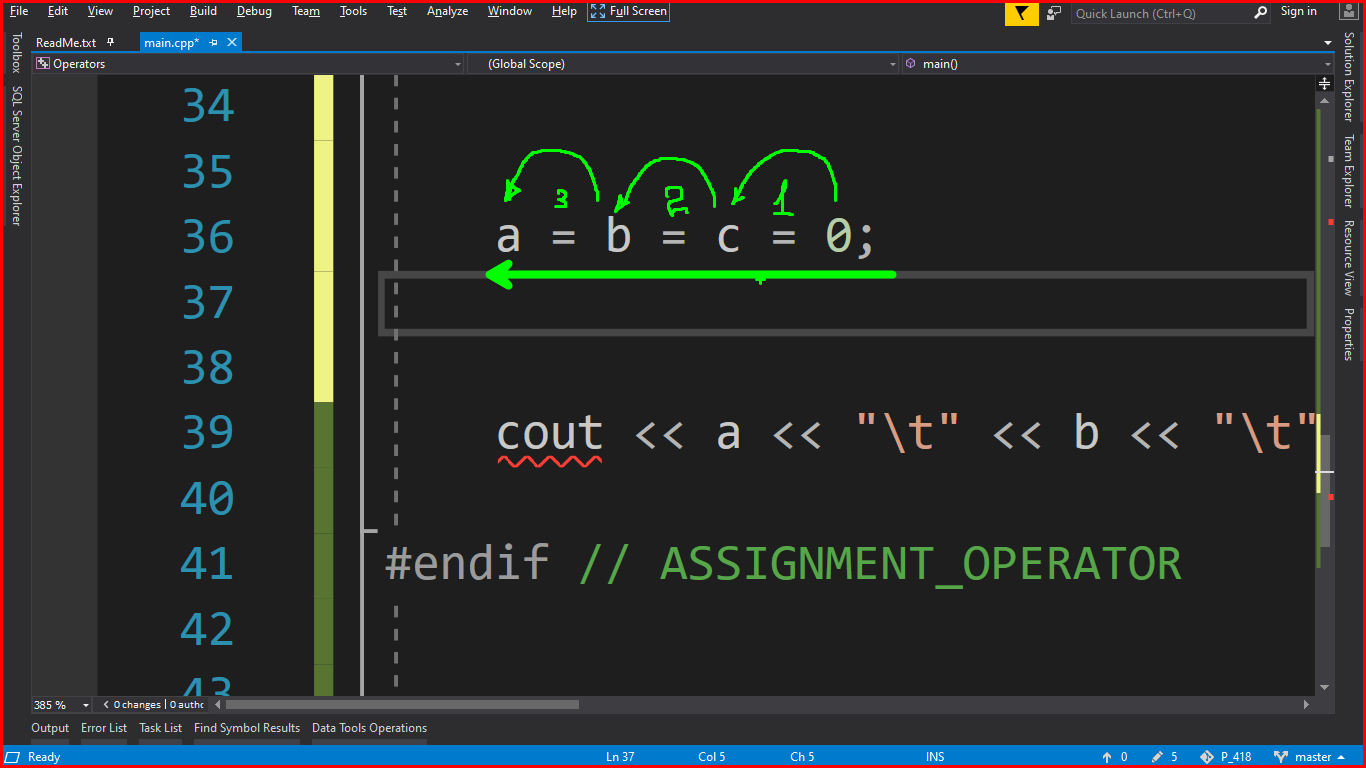 File Edit View Project Build Debug Team Tools Test Analyze Window Help Full Screen Quick Launch (Ctrl+Q) Sign in
ReadMe.txt main.cpp*
Operators (Global Scope) main()
Toolbox
SQL Server Object Explorer
Solution Explorer
Team Explorer
Resource View
Properties
34
35
3 2 1
36 a = b = c = 0;
37
38
39 cout << a << "\t" << b << "\t"
40
41 #endif // ASSIGNMENT_OPERATOR
42
43
385 % 0 changes | 0 authc
Output Error List Task List Find Symbol Results Data Tools Operations
Ready Ln 37 Col 5 Ch 5 INS 0 5 P_418 master